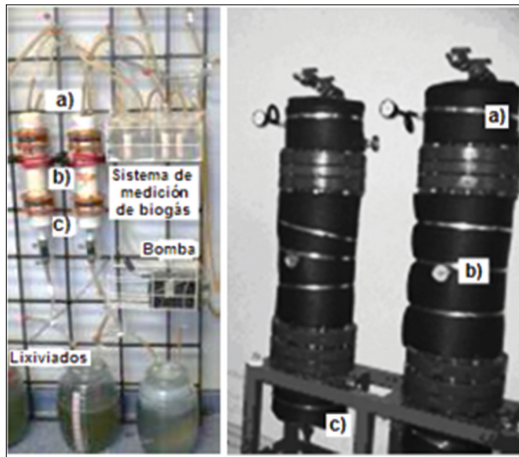 a)
b)
c)
Sistema de
medición
de biogás
Bomba
Lixiviados
a)
b)
c)